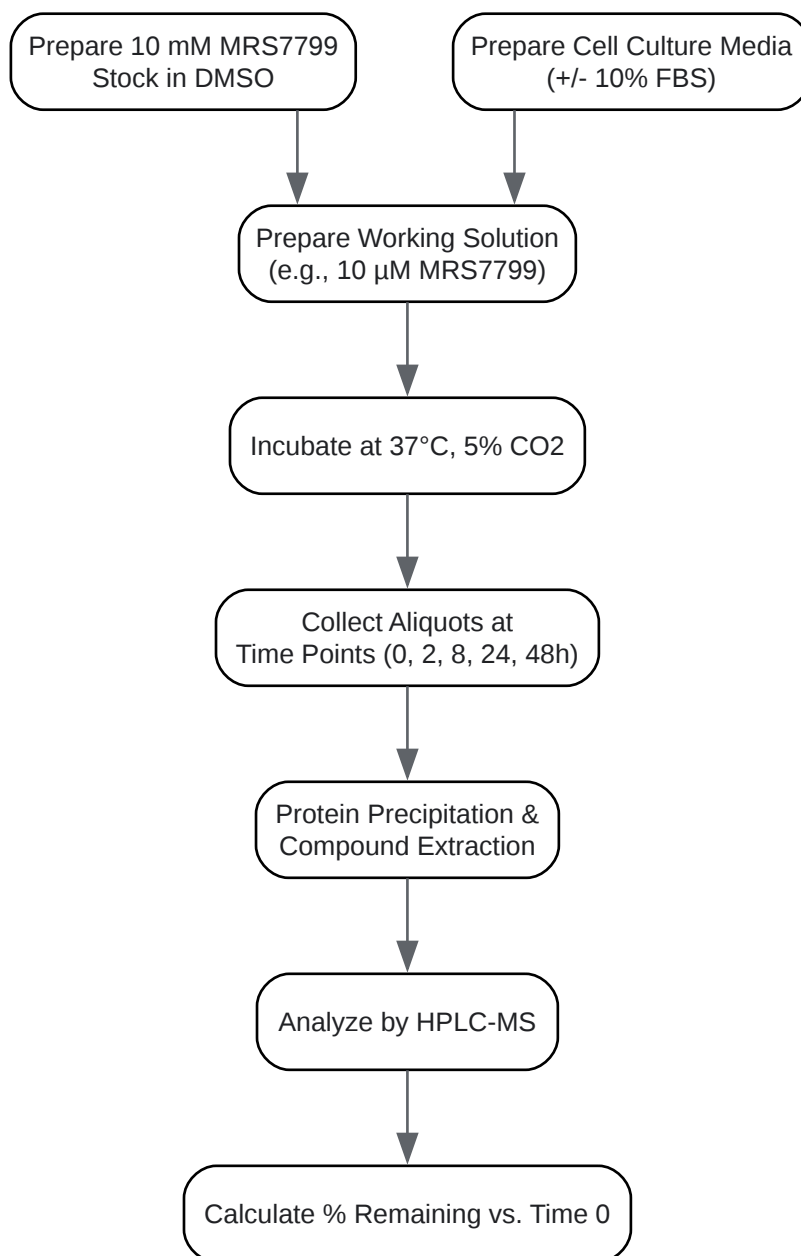 Prepare 10 mM MRS7799
Stock in DMSO
Prepare Cell Culture Media
(+/- 10% FBS)
Prepare Working Solution
(e.g., 10 µM MRS7799)
Incubate at 37°C, 5% CO2
Collect Aliquots at
Time Points (0, 2, 8, 24, 48h)
Protein Precipitation &
Compound Extraction
Analyze by HPLC-MS
Calculate % Remaining vs. Time 0